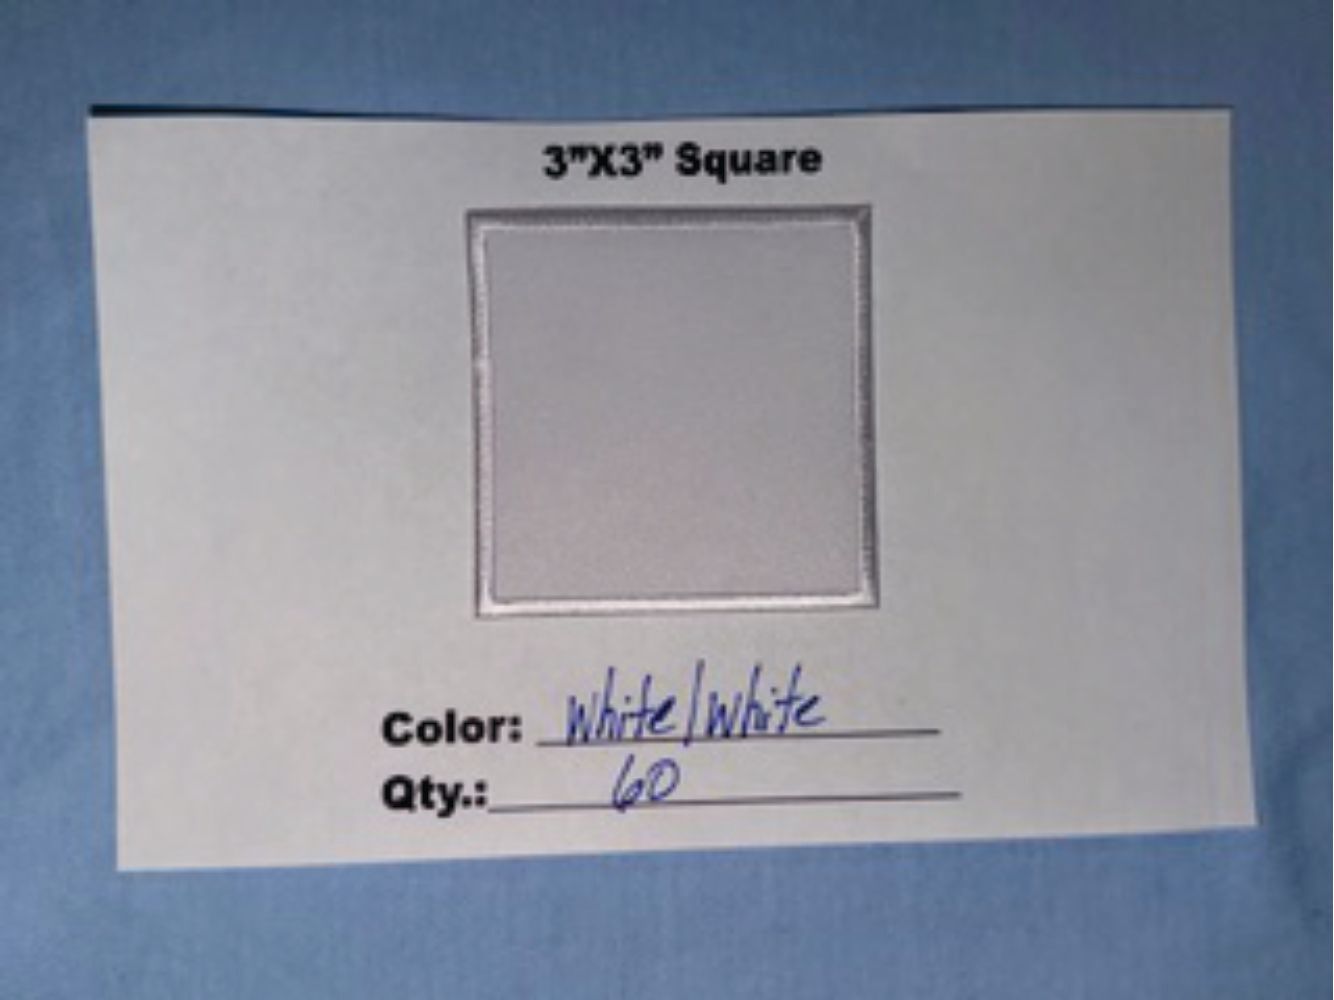 3"X3" Square
Color: White/White
Qty.: 60